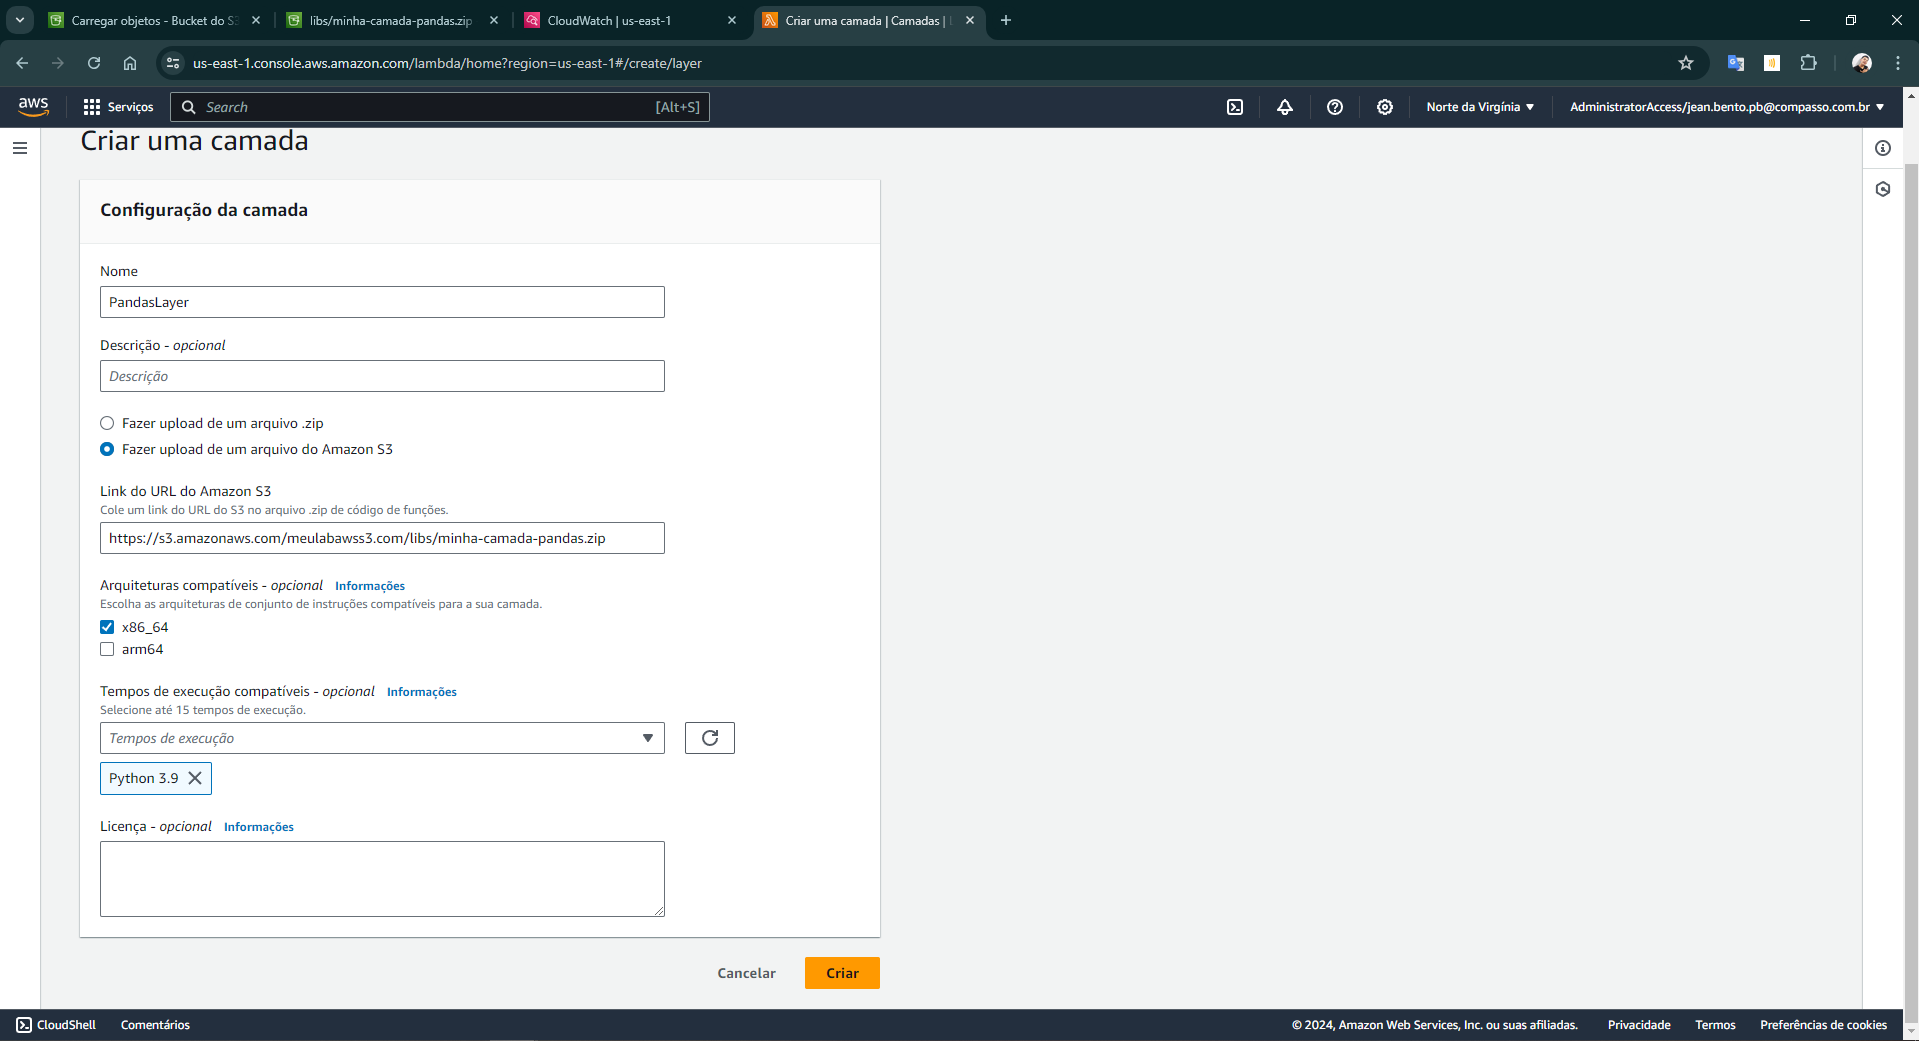 Carregar objetos - Bucket do S3
libs/minha-camada-pandas.zip
CloudWatch | us-east-1
Criar uma camada | Camadas |
us-east-1.console.aws.amazon.com/lambda/home?region=us-east-1#/create/layer
aws
Serviços
Search
[Alt+S]
Norte da Virgínia
AdministratorAccess/jean.bento.pb@compasso.com.br
Criar uma camada
Configuração da camada
Nome
PandasLayer
Descrição - opcional
Descrição
Fazer upload de um arquivo .zip
Fazer upload de um arquivo do Amazon S3
Link do URL do Amazon S3
Cole um link do URL do S3 no arquivo .zip de código de funções.
https://s3.amazonaws.com/meulabawss3.com/libs/minha-camada-pandas.zip
Arquiteturas compatíveis - opcional Informações
Escolha as arquiteturas de conjunto de instruções compatíveis para a sua camada.
x86_64
arm64
Tempos de execução compatíveis - opcional Informações
Selecione até 15 tempos de execução.
Tempos de execução
Python 3.9
Licença - opcional Informações
Cancelar
Criar
CloudShell
Comentários
© 2024, Amazon Web Services, Inc. ou suas afiliadas.
Privacidade
Termos
Preferências de cookies